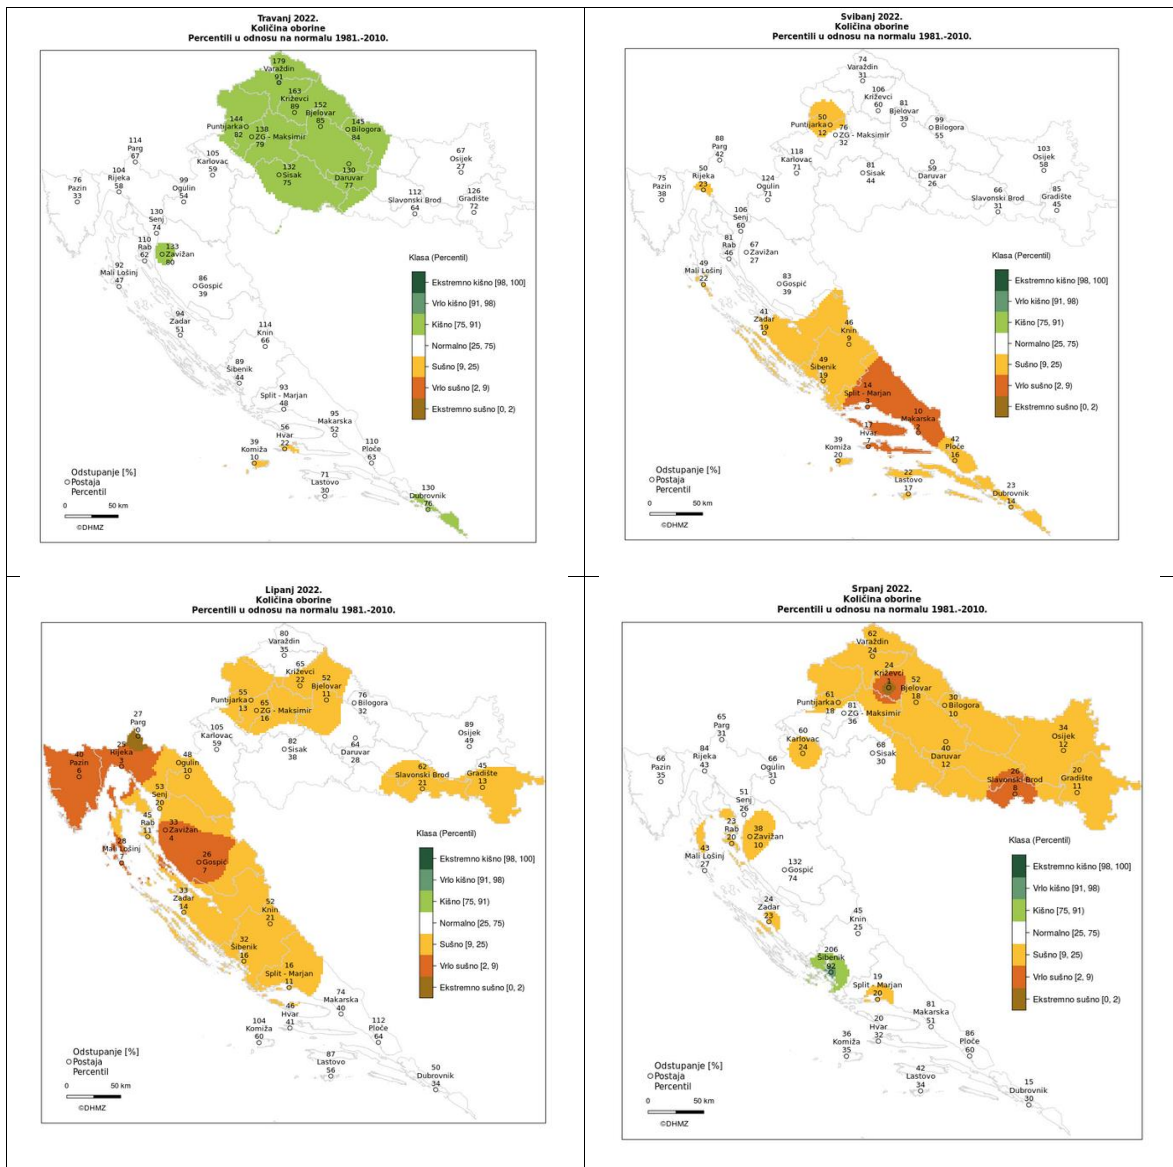 Travanj 2022.
Količina oborine
Percentili u odnosu na normalu 1981.-2010.
179
Varaždin
91
163
Križevci
89
152
Bjelovar
85
144
Puntijarka
82
138
ZG - Maksimir
79
145
Bilogora
84
132
Sisak
75
130
Daruvar
77
67
Osijek
27
126
Gradište
72
112
Slavonski Brod
64
105
Karlovac
59
114
Parg
67
104
Rijeka
58
76
Pazin
33
99
Ogulin
54
130
Senj
74
110
Rab
62
133
Zavižan
80
92
Mali Lošinj
47
86
Gospić
39
94
Zadar
51
114
Knin
66
89
Šibenik
44
93
Split - Marjan
48
95
Makarska
52
56
Hvar
22
39
Komiža
10
110
Ploče
63
71
Lastovo
30
130
Dubrovnik
76
Klasa (Percentil)
Ekstremno kišno [98, 100]
Vrlo kišno [91, 98)
Kišno [75, 91)
Normalno [25, 75)
Sušno [9, 25)
Vrlo sušno [2, 9)
Ekstremno sušno [0, 2)
Odstupanje [%]
Postaja
Percentil
0 50 km
©DHMZ
Svibanj 2022.
Količina oborine
Percentili u odnosu na normalu 1981.-2010.
74
Varaždin
31
106
Križevci
60
81
Bjelovar
39
50
Puntijarka
12
76
ZG - Maksimir
32
99
Bilogora
55
118
Karlovac
71
81
Sisak
44
59
Daruvar
26
103
Osijek
58
85
Gradište
45
66
Slavonski Brod
31
88
Parg
42
50
Rijeka
23
75
Pazin
38
124
Ogulin
71
106
Senj
60
81
Rab
46
67
Zavižan
27
49
Mali Lošinj
22
83
Gospić
39
41
Zadar
19
46
Knin
9
49
Šibenik
19
14
Split - Marjan
3
10
Makarska
2
17
Hvar
7
39
Komiža
20
42
Ploče
16
22
Lastovo
17
23
Dubrovnik
14
Klasa (Percentil)
Ekstremno kišno [98, 100]
Vrlo kišno [91, 98)
Kišno [75, 91)
Normalno [25, 75)
Sušno [9, 25)
Vrlo sušno [2, 9)
Ekstremno sušno [0, 2)
Odstupanje [%]
Postaja
Percentil
0 50 km
©DHMZ
Lipanj 2022.
Količina oborine
Percentili u odnosu na normalu 1981.-2010.
80
Varaždin
35
65
Križevci
22
52
Bjelovar
11
55
Puntijarka
13
65
ZG - Maksimir
16
76
Bilogora
32
105
Karlovac
59
82
Sisak
38
64
Daruvar
28
89
Osijek
49
45
Gradište
13
62
Slavonski Brod
21
27
Parg
0
25
Rijeka
3
40
Pazin
6
48
Ogulin
10
53
Senj
20
45
Rab
11
33
Zavižan
4
28
Mali Lošinj
7
26
Gospić
7
33
Zadar
14
52
Knin
21
32
Šibenik
16
16
Split - Marjan
11
74
Makarska
40
46
Hvar
41
104
Komiža
60
112
Ploče
64
87
Lastovo
56
50
Dubrovnik
34
Klasa (Percentil)
Ekstremno kišno [98, 100]
Vrlo kišno [91, 98)
Kišno [75, 91)
Normalno [25, 75)
Sušno [9, 25)
Vrlo sušno [2, 9)
Ekstremno sušno [0, 2)
Odstupanje [%]
Postaja
Percentil
0 50 km
©DHMZ
Srpanj 2022.
Količina oborine
Percentili u odnosu na normalu 1981.-2010.
62
Varaždin
24
24
Križevci
1
52
Bjelovar
18
61
Puntijarka
18
81
ZG - Maksimir
36
30
Bilogora
10
60
Karlovac
24
68
Sisak
30
40
Daruvar
12
34
Osijek
12
20
Gradište
11
26
Slavonski Brod
8
65
Parg
31
84
Rijeka
43
66
Pazin
35
66
Ogulin
31
51
Senj
26
23
Rab
20
38
Zavižan
10
43
Mali Lošinj
27
132
Gospić
74
24
Zadar
23
45
Knin
25
206
Šibenik
92
19
Split - Marjan
20
81
Makarska
51
20
Hvar
32
36
Komiža
35
86
Ploče
60
42
Lastovo
34
15
Dubrovnik
30
Klasa (Percentil)
Ekstremno kišno [98, 100]
Vrlo kišno [91, 98)
Kišno [75, 91)
Normalno [25, 75)
Sušno [9, 25)
Vrlo sušno [2, 9)
Ekstremno sušno [0, 2)
Odstupanje [%]
Postaja
Percentil
0 50 km
©DHMZ